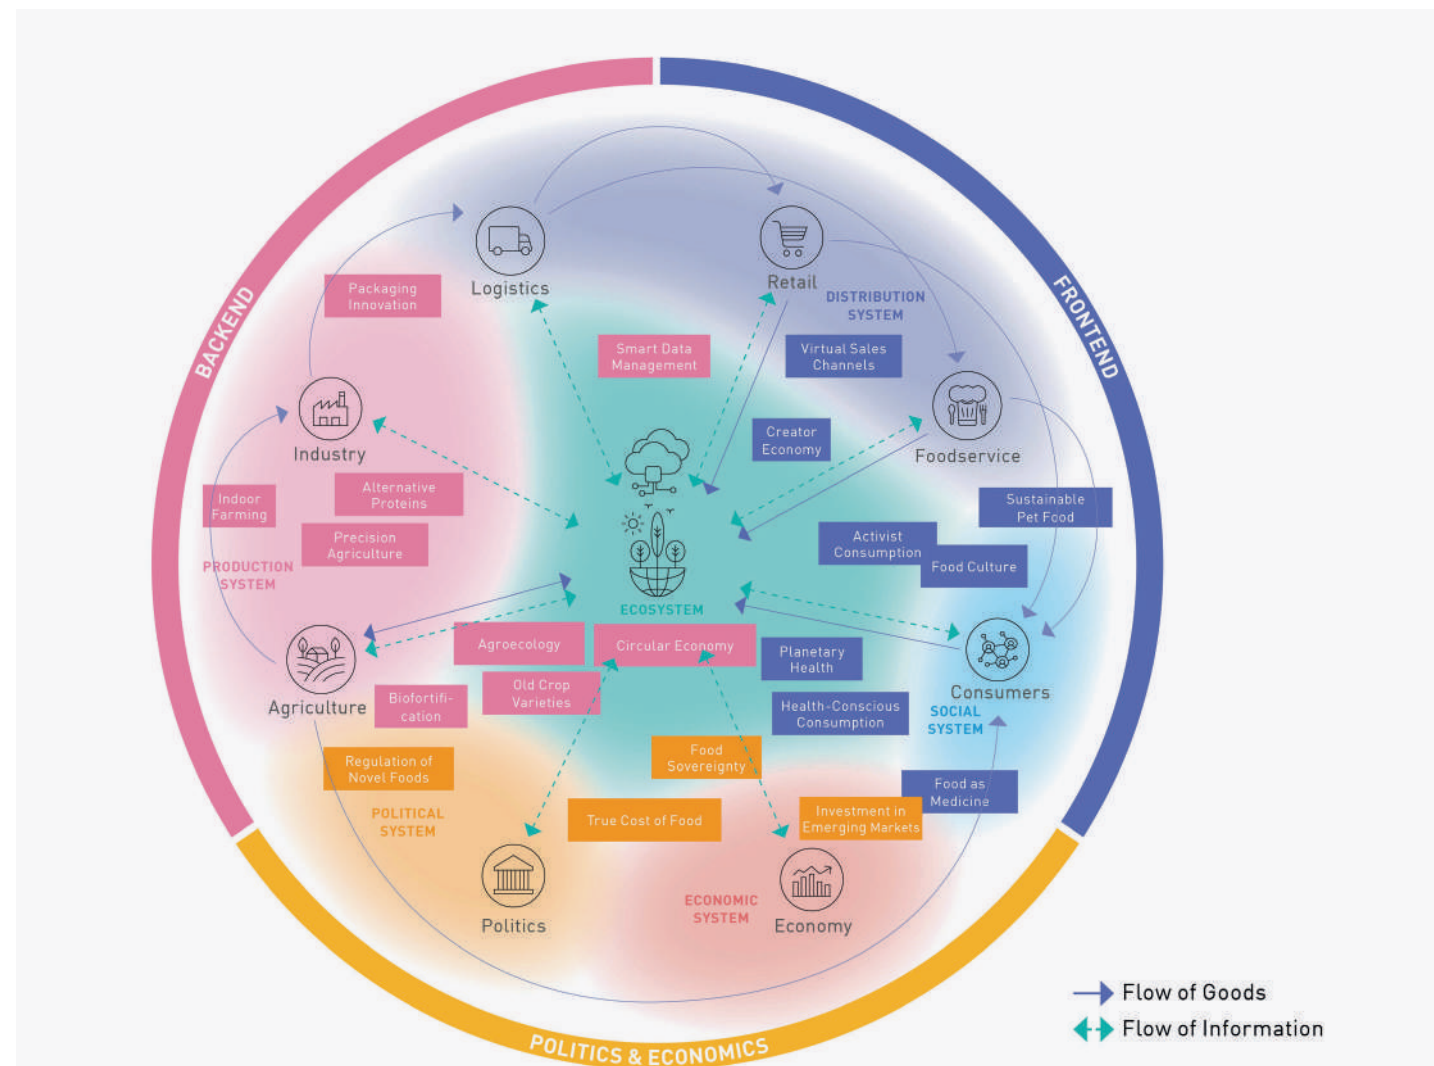 BACKEND
FRONTEND
POLITICS & ECONOMICS
Logistics
Retail
DISTRIBUTION
SYSTEM
Packaging
Innovation
Smart Data
Management
Virtual Sales
Channels
Industry
Creator
Economy
Foodservice
Indoor
Farming
Alternative
Proteins
Precision
Agriculture
PRODUCTION
SYSTEM
Sustainable
Pet Food
Activist
Consumption
Food Culture
ECOSYSTEM
Agroecology
Circular Economy
Planetary
Health
Agriculture
Biofortifi-
cation
Old Crop
Varieties
Health-Conscious
Consumption
Consumers
SOCIAL
SYSTEM
Regulation of
Novel Foods
Food
Sovereignty
Food as
Medicine
POLITICAL
SYSTEM
True Cost of Food
Investment in
Emerging Markets
Politics
ECONOMIC
SYSTEM
Economy
Flow of Goods
Flow of Information